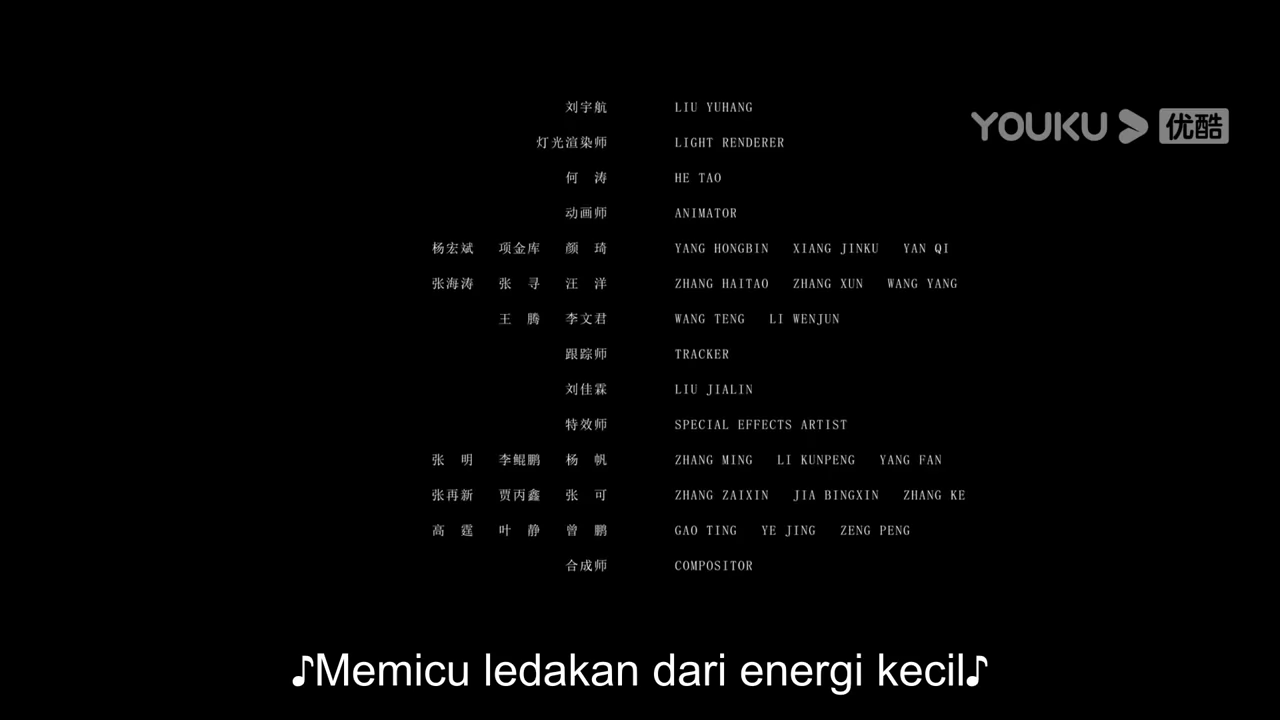 刘宇航 LIU YUHANG
YOUKU 优酷
灯光渲染师 LIGHT RENDERER
何 涛 HE TAO
动画师 ANIMATOR
杨宏斌 项金库 颜 琦 YANG HONGBIN XIANG JINKU YAN QI
张海涛 张 寻 汪 洋 ZHANG HAITAO ZHANG XUN WANG YANG
王 腾 李文君 WANG TENG LI WENJUN
跟踪师 TRACKER
刘佳霖 LIU JIALIN
特效师 SPECIAL EFFECTS ARTIST
张 明 李鲲鹏 杨 帆 ZHANG MING LI KUNPENG YANG FAN
张再新 贾丙鑫 张 可 ZHANG ZAIXIN JIA BINGXIN ZHANG KE
高 霆 叶 静 曾 鹏 GAO TING YE JING ZENG PENG
合成师 COMPOSITOR
♪Memicu ledakan dari energi kecil♪